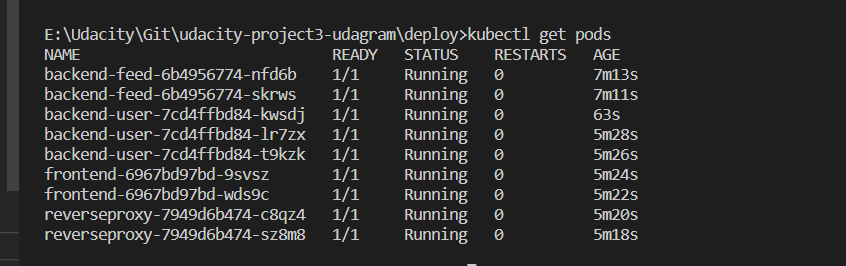 E:\Udacity\Git\udacity-project3-udagram\deploy>kubectl get pods
NAME READY STATUS RESTARTS AGE
backend-feed-6b4956774-nfd6b 1/1 Running 0 7m13s
backend-feed-6b4956774-skrws 1/1 Running 0 7m11s
backend-user-7cd4ffbd84-kwsdj 1/1 Running 0 63s
backend-user-7cd4ffbd84-lr7zx 1/1 Running 0 5m28s
backend-user-7cd4ffbd84-t9kzk 1/1 Running 0 5m26s
frontend-6967bd97bd-9svsz 1/1 Running 0 5m24s
frontend-6967bd97bd-wds9c 1/1 Running 0 5m22s
reverseproxy-7949d6b474-c8qz4 1/1 Running 0 5m20s
reverseproxy-7949d6b474-sz8m8 1/1 Running 0 5m18s